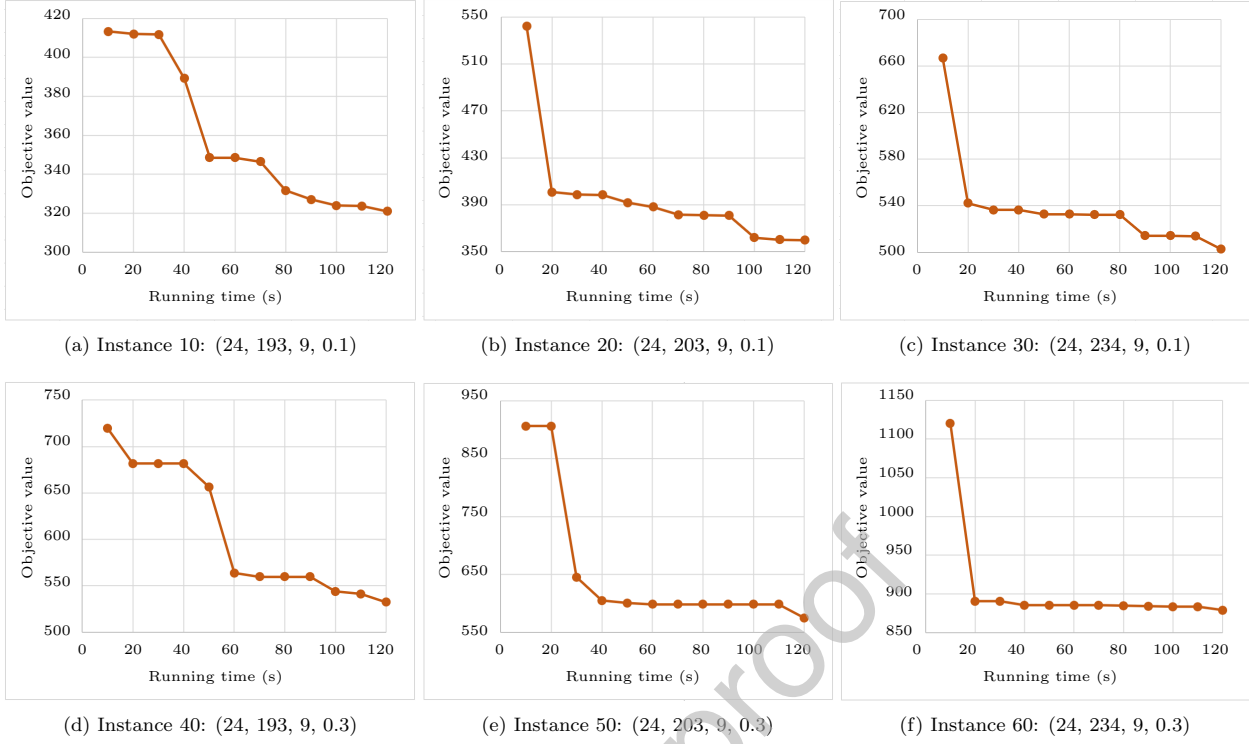 420
400
380
360
340
320
300
Objective value
0 20 40 60 80 100 120
Running time (s)
(a) Instance 10: (24, 193, 9, 0.1)
550
510
470
430
390
350
Objective value
0 20 40 60 80 100 120
Running time (s)
(b) Instance 20: (24, 203, 9, 0.1)
700
660
620
580
540
500
Objective value
0 20 40 60 80 100 120
Running time (s)
(c) Instance 30: (24, 234, 9, 0.1)
750
700
650
600
550
500
Objective value
0 20 40 60 80 100 120
Running time (s)
(d) Instance 40: (24, 193, 9, 0.3)
950
850
750
650
550
Objective value
0 20 40 60 80 100 120
Running time (s)
(e) Instance 50: (24, 203, 9, 0.3)
1150
1100
1050
1000
950
900
850
Objective value
0 20 40 60 80 100 120
Running time (s)
(f) Instance 60: (24, 234, 9, 0.3)
proof